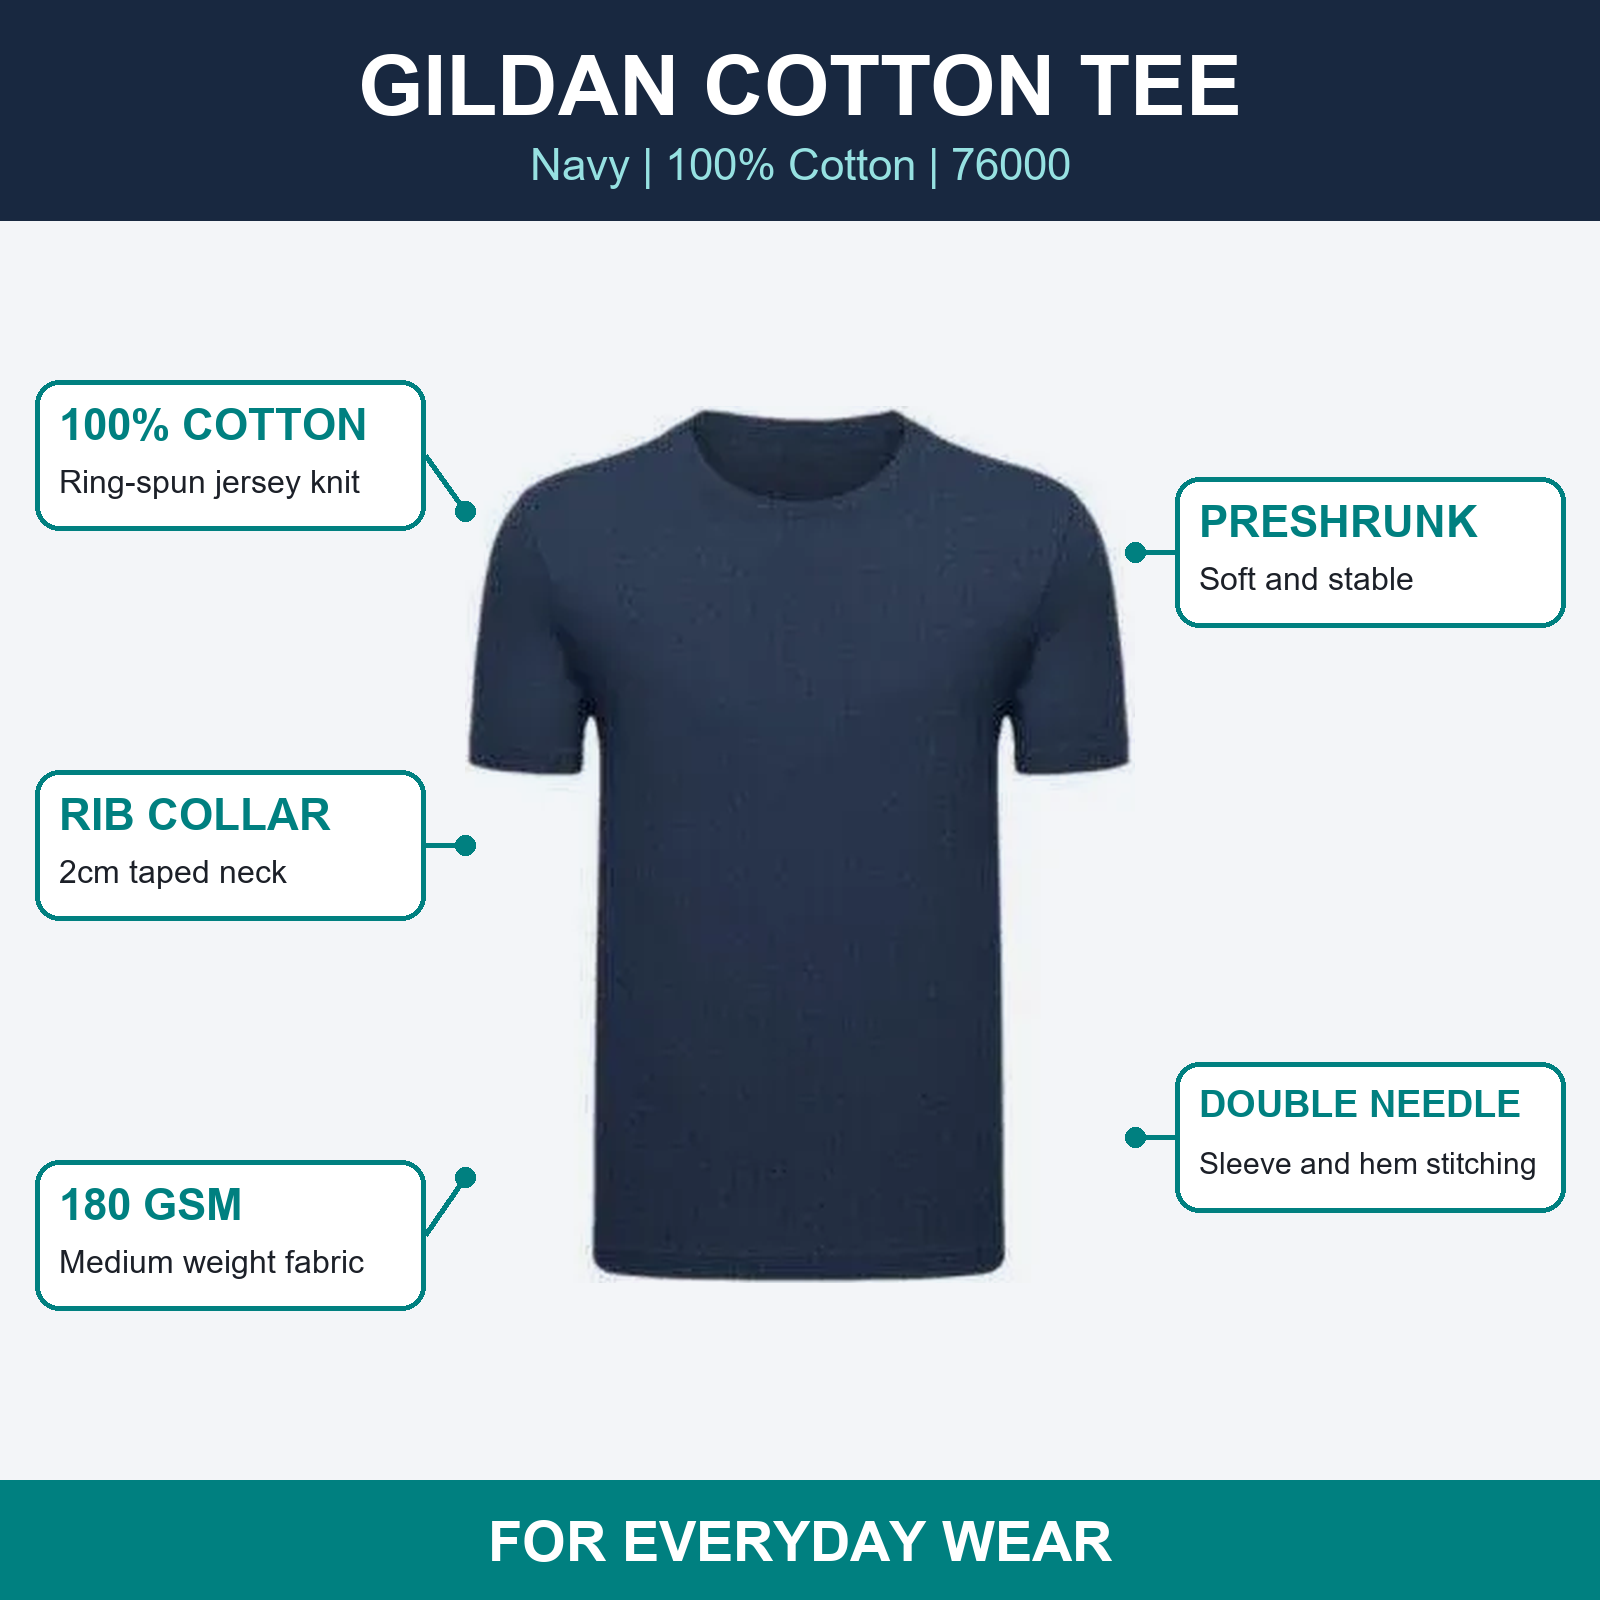 GILDAN COTTON TEE
Navy | 100% Cotton | 76000
100% COTTON
Ring-spun jersey knit
PRESHRUNK
Soft and stable
RIB COLLAR
2cm taped neck
DOUBLE NEEDLE
Sleeve and hem stitching
180 GSM
Medium weight fabric
FOR EVERYDAY WEAR